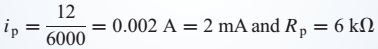 i_p = 12/6000 = 0.002 A = 2 mA and R_p = 6 kΩ